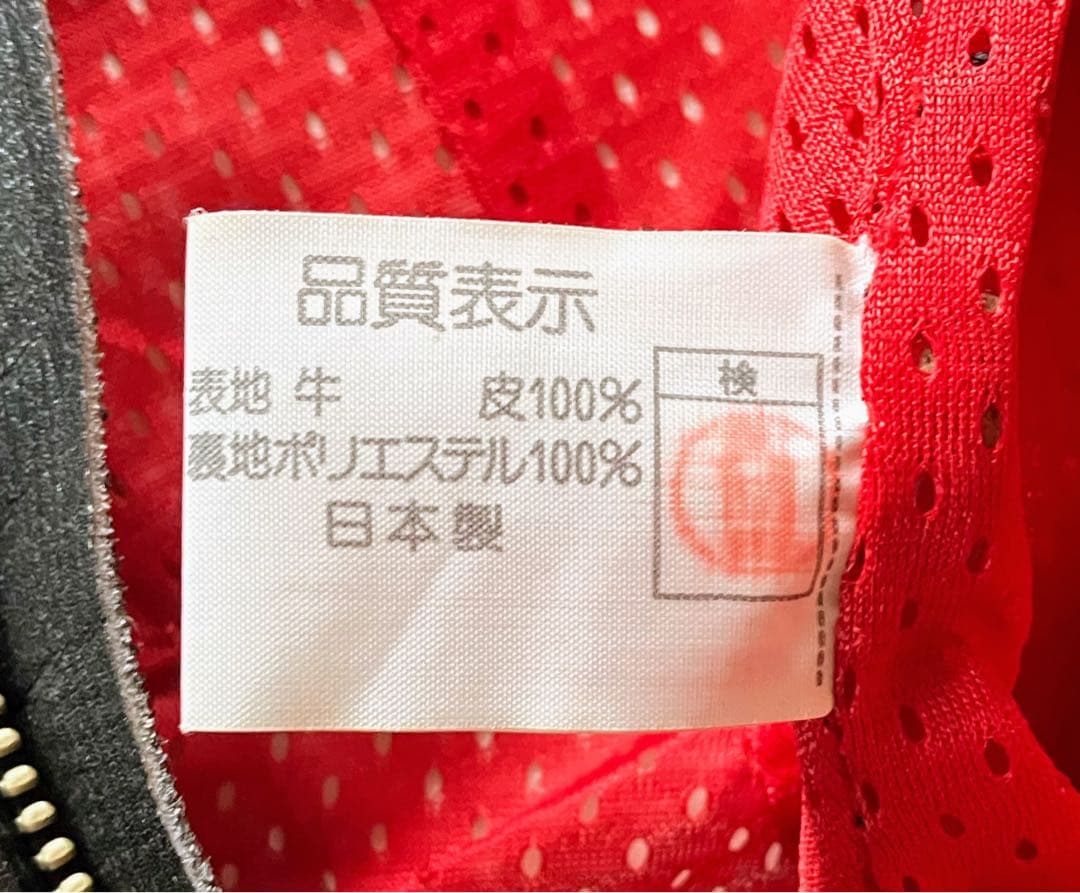 品質表示
表地 牛 皮100%
裏地ポリエステル100%
日本製
検